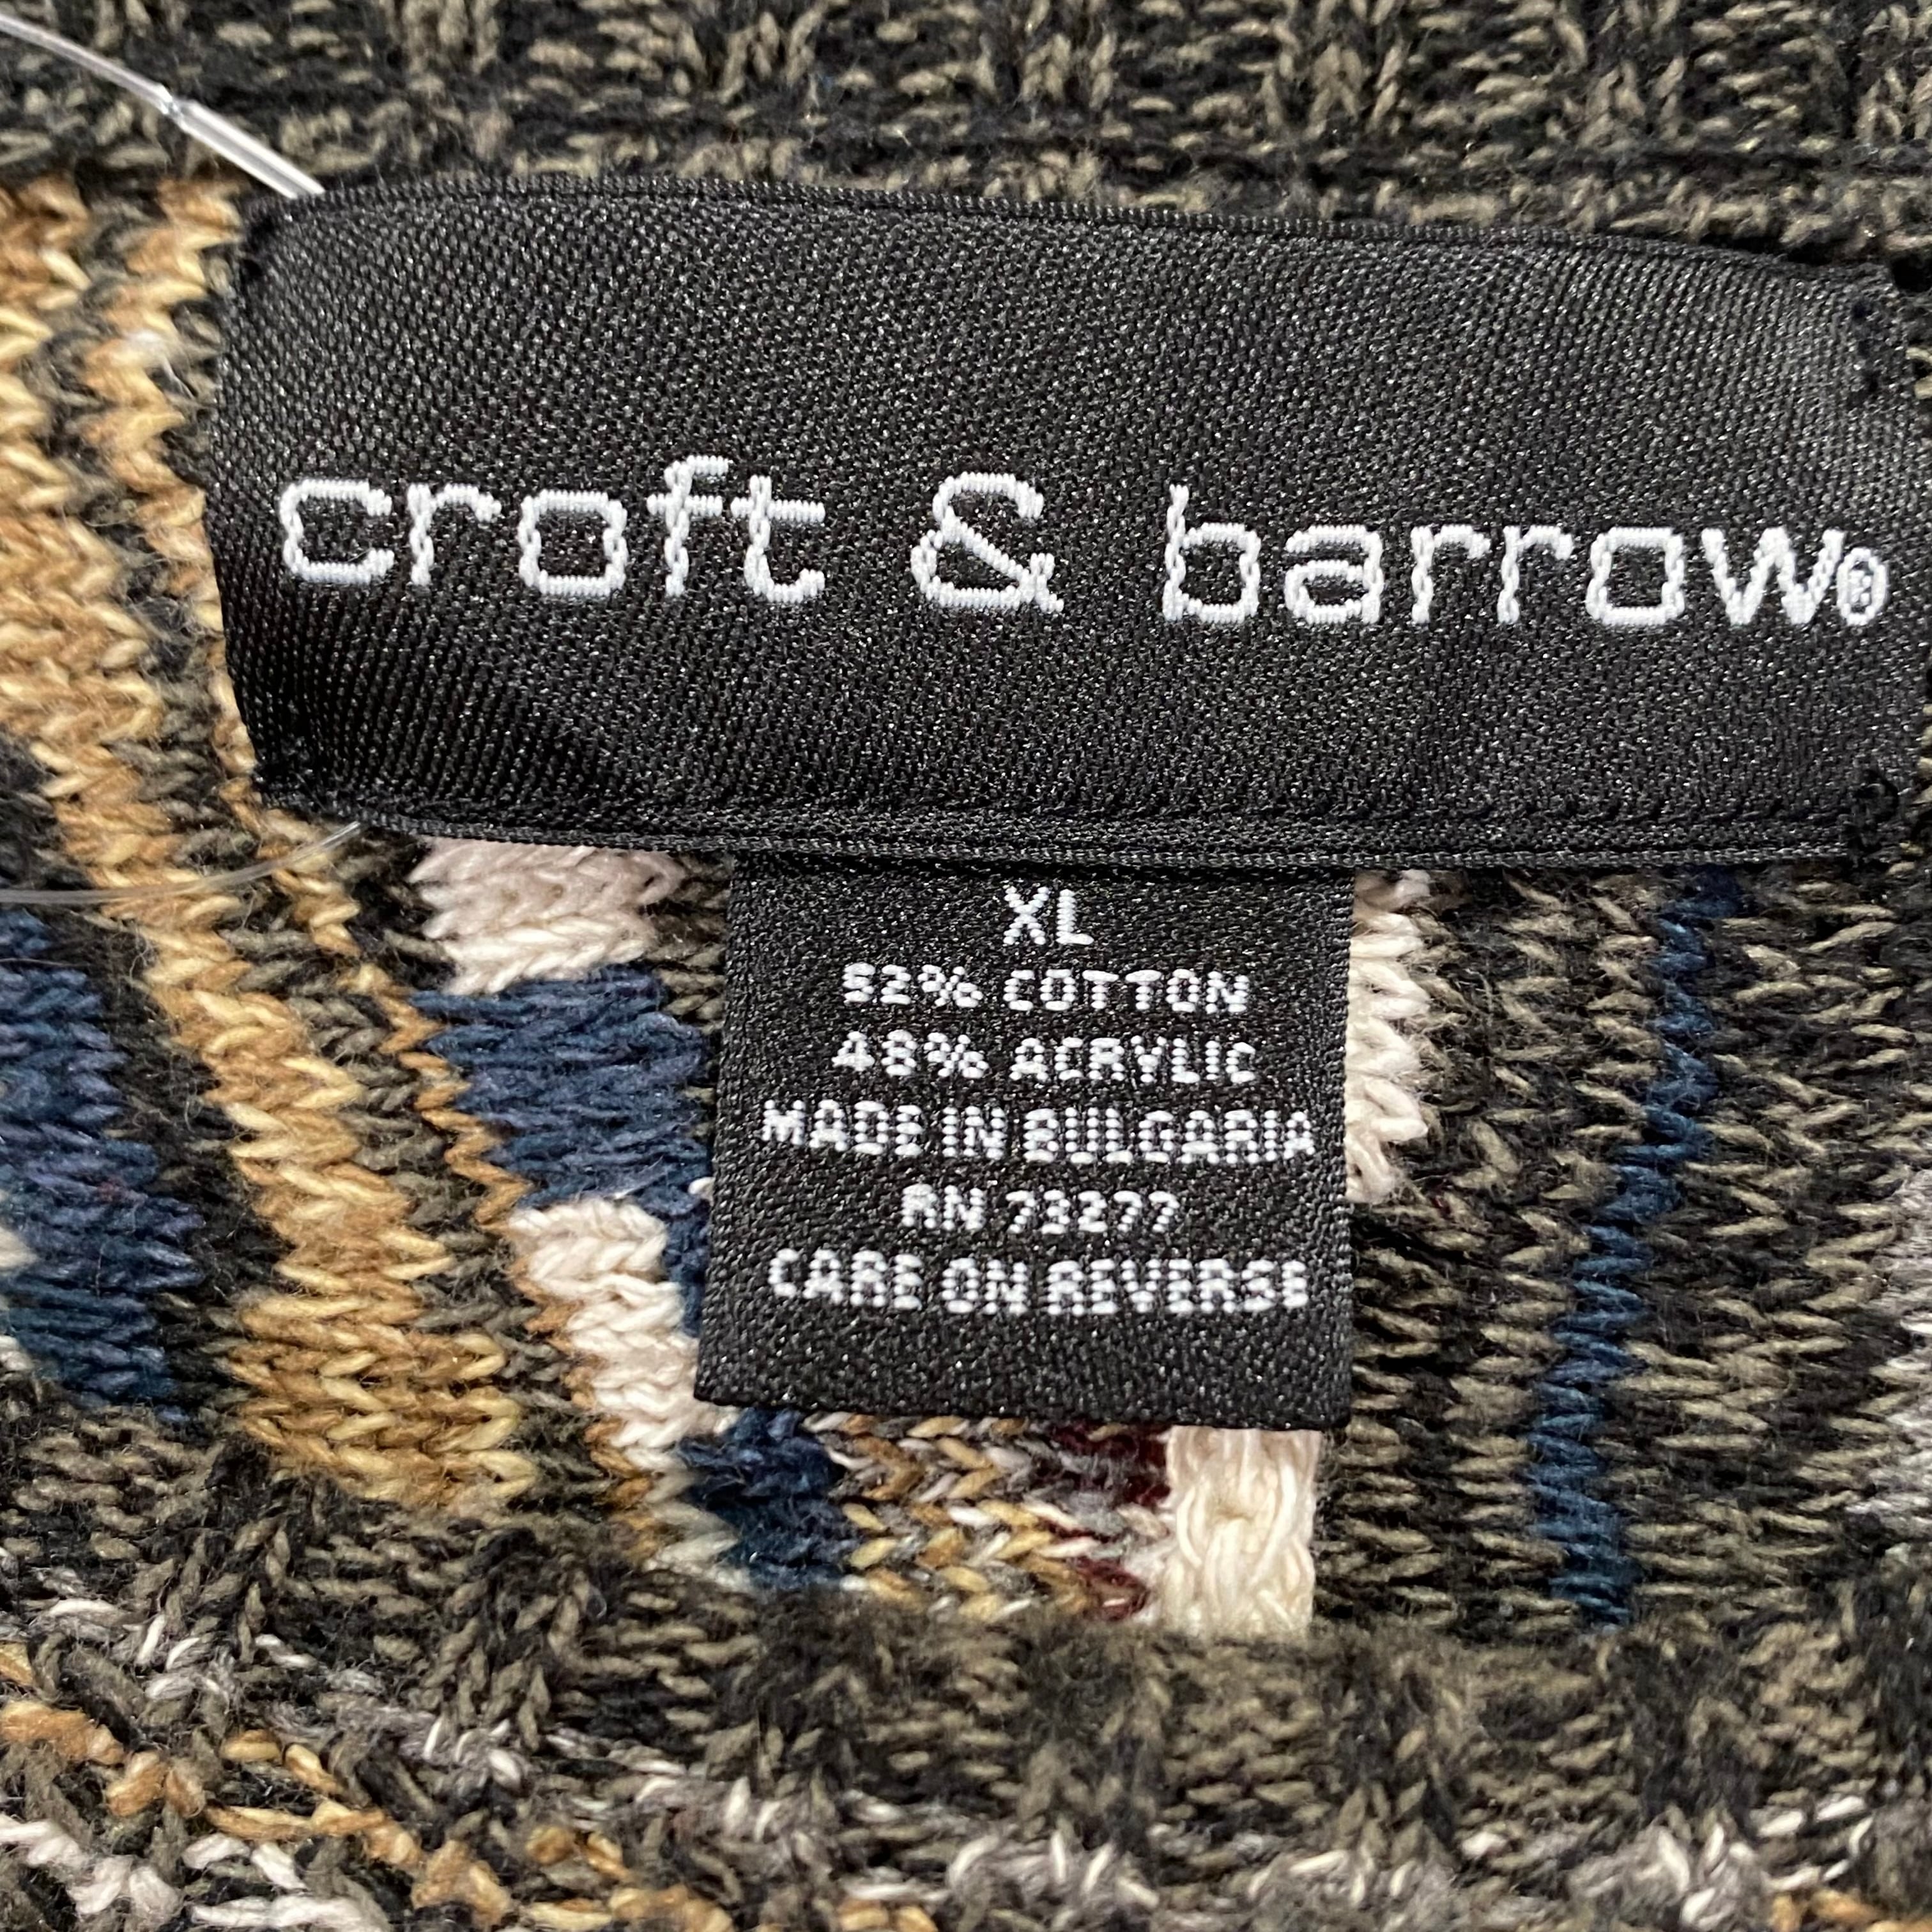 croft & barrow®
XL
52% COTTON
48% ACRYLIC
MADE IN BULGARIA
RN 73277
CARE ON REVERSE